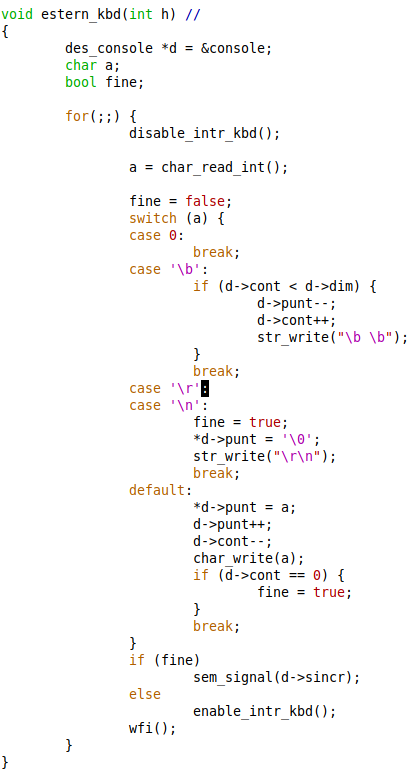 void estern_kbd(int h) //
{
        des_console *d = &console;
        char a;
        bool fine;

        for(;;) {
                disable_intr_kbd();

                a = char_read_int();

                fine = false;
                switch (a) {
                case 0:
                        break;
                case '\b':
                        if (d->cont < d->dim) {
                                d->punt--;
                                d->cont++;
                                str_write("\b \b");
                        }
                        break;
                case '\r':
                case '\n':
                        fine = true;
                        *d->punt = '\0';
                        str_write("\r\n");
                        break;
                default:
                        *d->punt = a;
                        d->punt++;
                        d->cont--;
                        char_write(a);
                        if (d->cont == 0) {
                                fine = true;
                        }
                        break;
                }
                if (fine)
                        sem_signal(d->sincr);
                else
                        enable_intr_kbd();
                wfi();
        }
}